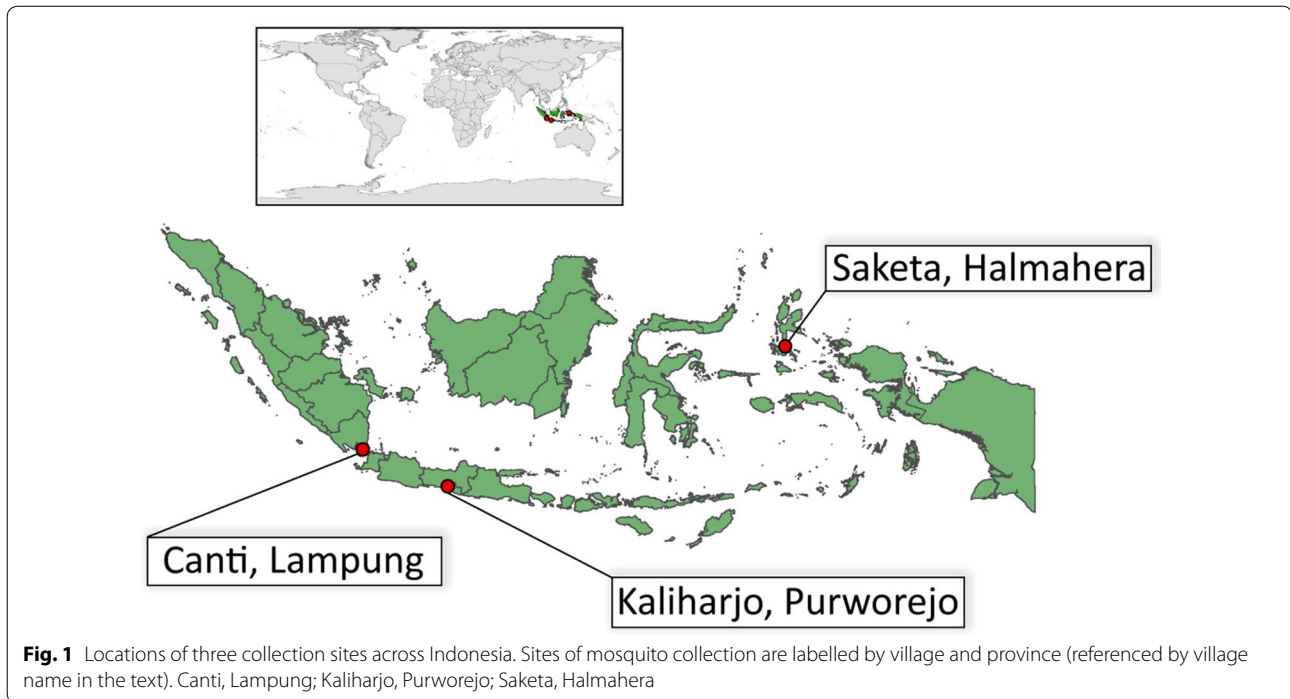 Saketa, Halmahera
Canti, Lampung
Kaliharjo, Purworejo
Fig. 1 Locations of three collection sites across Indonesia. Sites of mosquito collection are labelled by village and province (referenced by village
name in the text). Canti, Lampung; Kaliharjo, Purworejo; Saketa, Halmahera